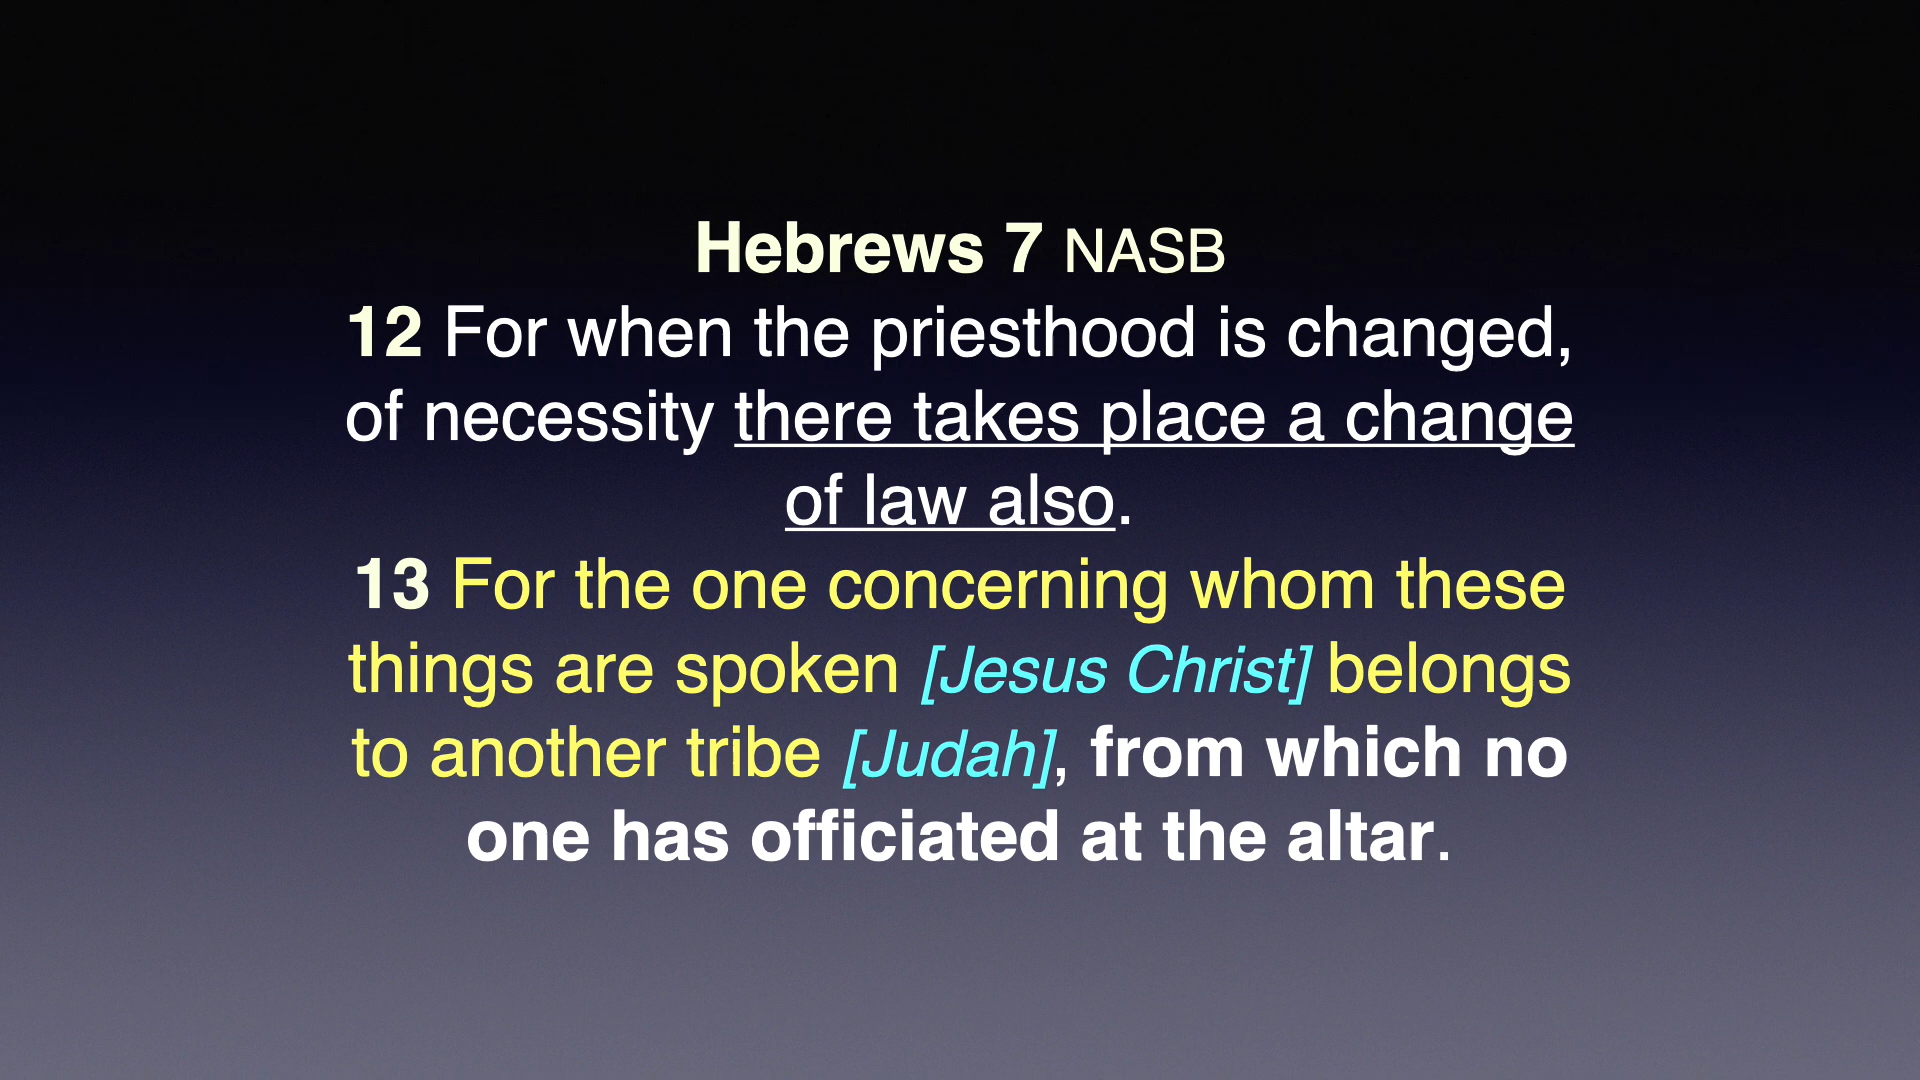 Hebrews 7 NASB
12 For when the priesthood is changed,
of necessity there takes place a change
of law also.
13 For the one concerning whom these
things are spoken [Jesus Christ] belongs
to another tribe [Judah], from which no
one has officiated at the altar.